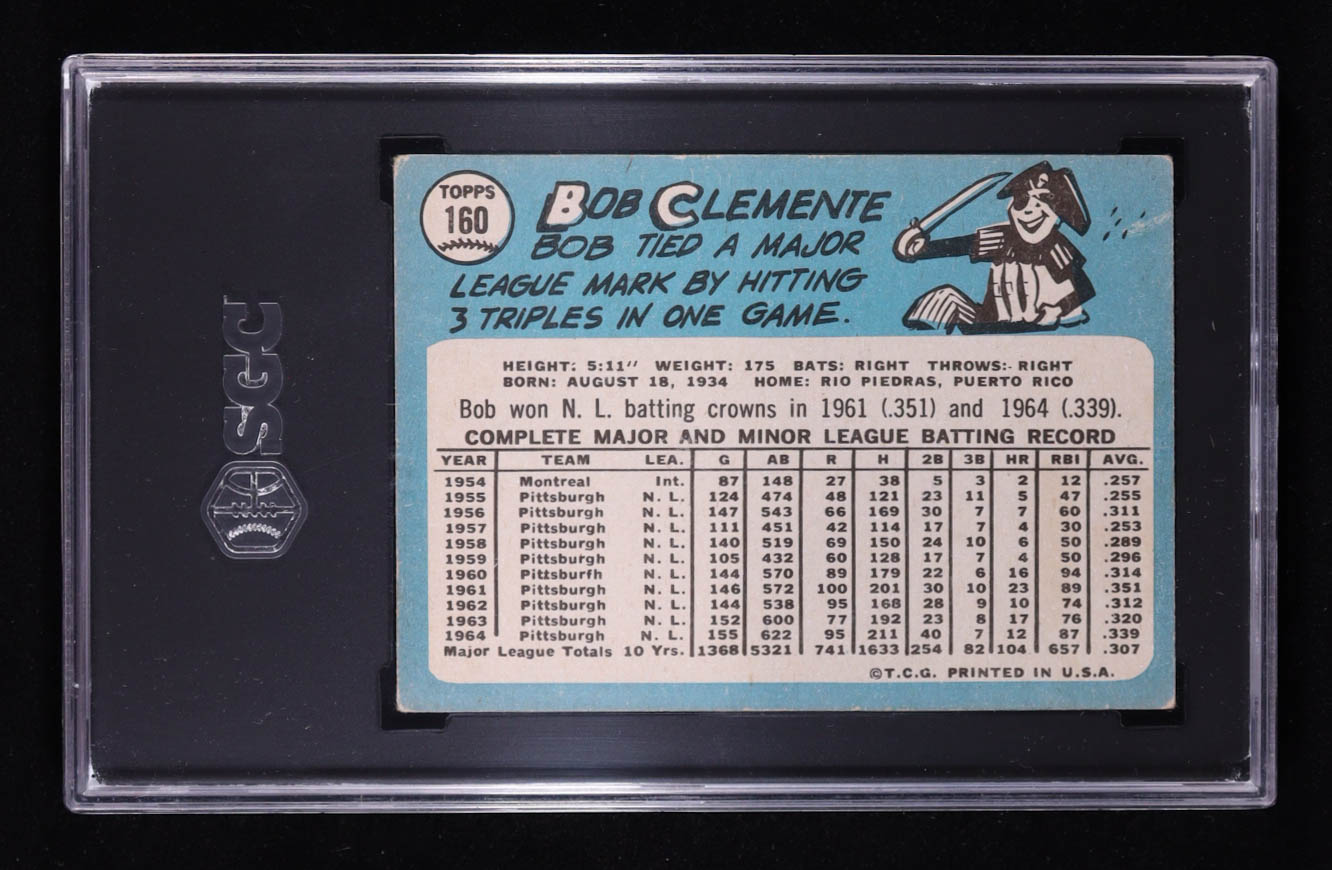 SGC
TOPPS
160
BOB CLEMENTE
BOB TIED A MAJOR
LEAGUE MARK BY HITTING
3 TRIPLES IN ONE GAME.
P
HEIGHT: 5:11" WEIGHT: 175 BATS: RIGHT THROWS:- RIGHT
BORN: AUGUST 18, 1934 HOME: RIO PIEDRAS, PUERTO RICO
Bob won N. L. batting crowns in 1961 (.351) and 1964 (.339).
COMPLETE MAJOR AND MINOR LEAGUE BATTING RECORD
YEAR TEAM LEA. G AB R H 2B 3B HR RBI AVG.
1954 Montreal Int. 87 148 27 38 5 3 2 12 .257
1955 Pittsburgh N. L. 124 474 48 121 23 11 5 47 .255
1956 Pittsburgh N. L. 147 543 66 169 30 7 7 60 .311
1957 Pittsburgh N. L. 111 451 42 114 17 7 4 30 .253
1958 Pittsburgh N. L. 140 519 69 150 24 10 6 50 .289
1959 Pittsburgh N. L. 105 432 60 128 17 7 4 50 .296
1960 Pittsburfh N. L. 144 570 89 179 22 6 16 94 .314
1961 Pittsburgh N. L. 146 572 100 201 30 10 23 89 .351
1962 Pittsburgh N. L. 144 538 95 168 28 9 10 74 .312
1963 Pittsburgh N. L. 152 600 77 192 23 8 17 76 .320
1964 Pittsburgh N. L. 155 622 95 211 40 7 12 87 .339
Major League Totals 10 Yrs. 1368 5321 741 1633 254 82 104 657 .307
©T.C.G. PRINTED IN U.S.A.